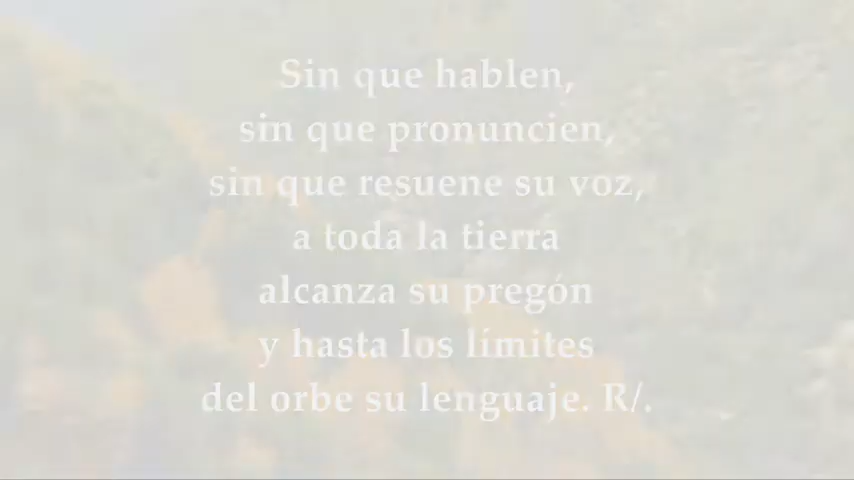 Sin que hablen,
sin que pronuncien,
sin que resuene su voz,
a toda la tierra
alcanza su pregón
y hasta los límites
del orbe su lenguaje. R/.